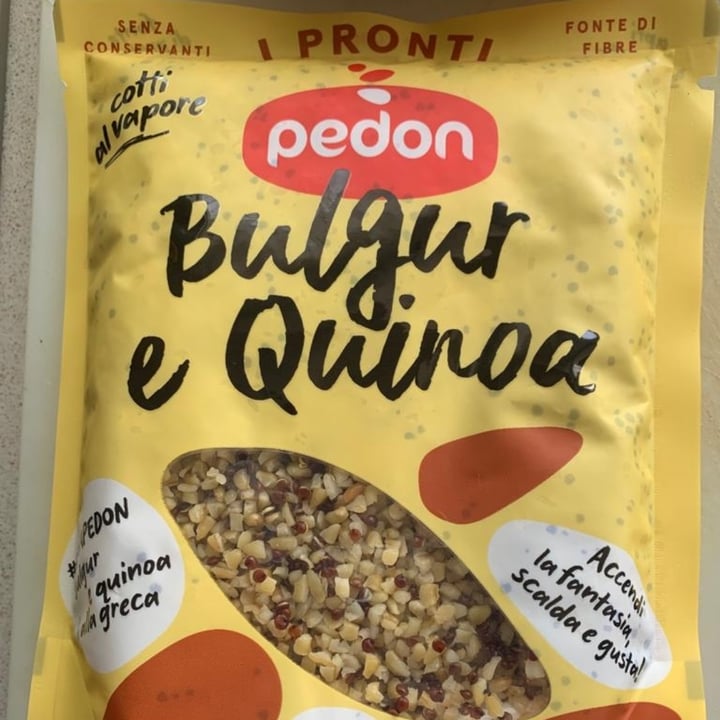 SENZA
CONSERVANTI
I PRONTI
FONTE DI
FIBRE
cotti
al vapore
pedon
Bulgur
e Quinoa
PEDON
e quinoa
alla greca
Accendi
la fantasia,
scalda e gusta!